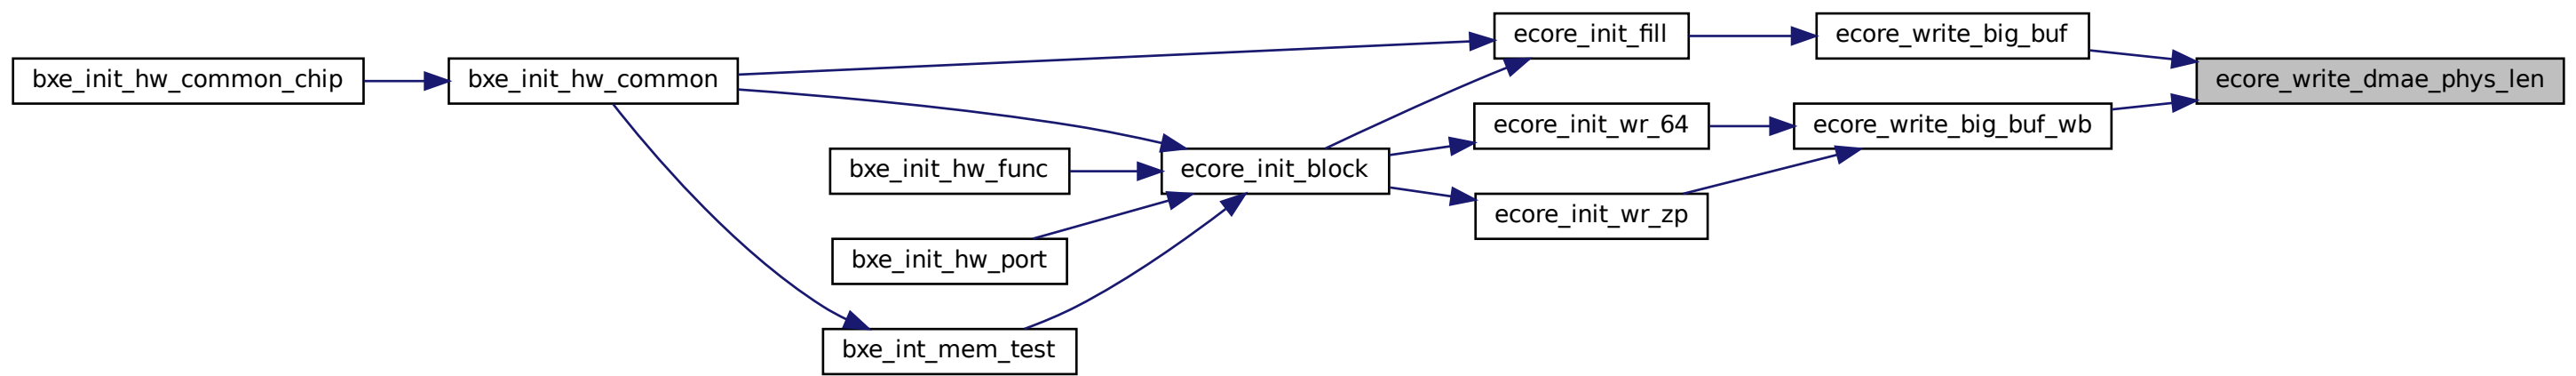 bxe_init_hw_common_chip
bxe_init_hw_common
bxe_init_hw_func
bxe_init_hw_port
bxe_int_mem_test
ecore_init_block
ecore_init_fill
ecore_init_wr_64
ecore_init_wr_zp
ecore_write_big_buf
ecore_write_big_buf_wb
ecore_write_dmae_phys_len